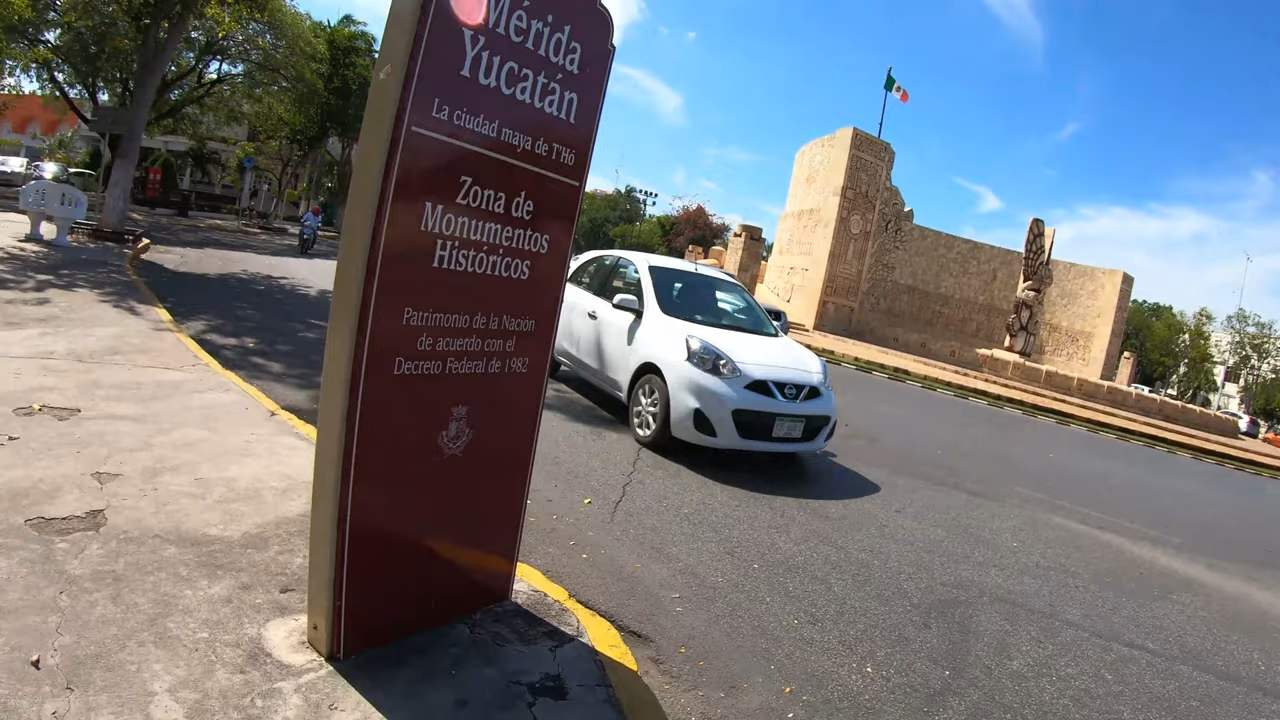 Mérida
Yucatán
La ciudad maya de T'Hó
Zona de
Monumentos
Históricos
Patrimonio de la Nación
de acuerdo con el
Decreto Federal de 1982